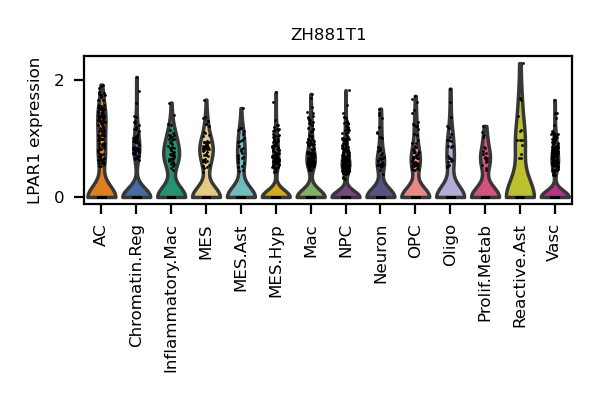 ZH881T1
LPAR1 expression
2
0
AC
Chromatin.Reg
Inflammatory.Mac
MES
MES.Ast
MES.Hyp
Mac
NPC
Neuron
OPC
Oligo
Prolif.Metab
Reactive.Ast
Vasc